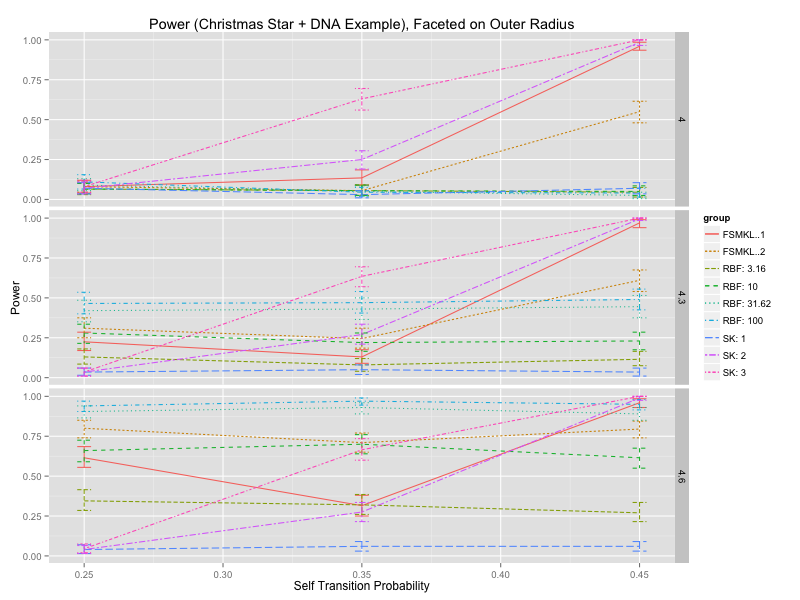 Power (Christmas Star + DNA Example), Faceted on Outer Radius
Power
1.00
0.75
0.50
0.25
0.00
4
1.00
0.75
0.50
0.25
0.00
4.3
1.00
0.75
0.50
0.25
0.00
4.6
0.25
0.30
0.35
0.40
0.45
Self Transition Probability
group
FSMKL..1
FSMKL..2
RBF: 3.16
RBF: 10
RBF: 31.62
RBF: 100
SK: 1
SK: 2
SK: 3